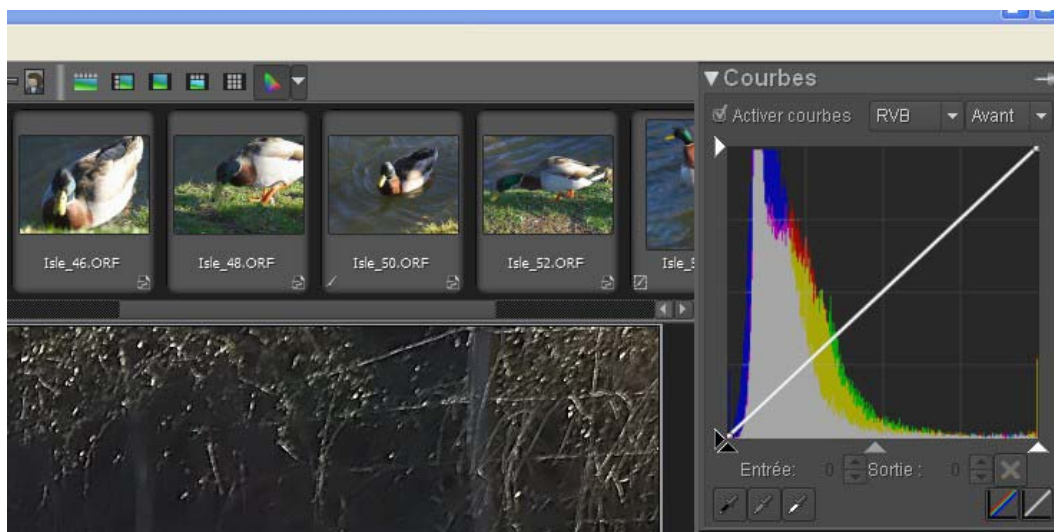 Courbes
Activer courbes RVB Avant
Isle_46.ORF Isle_48.ORF Isle_50.ORF Isle_52.ORF
Entrée: 0 Sortie : 0